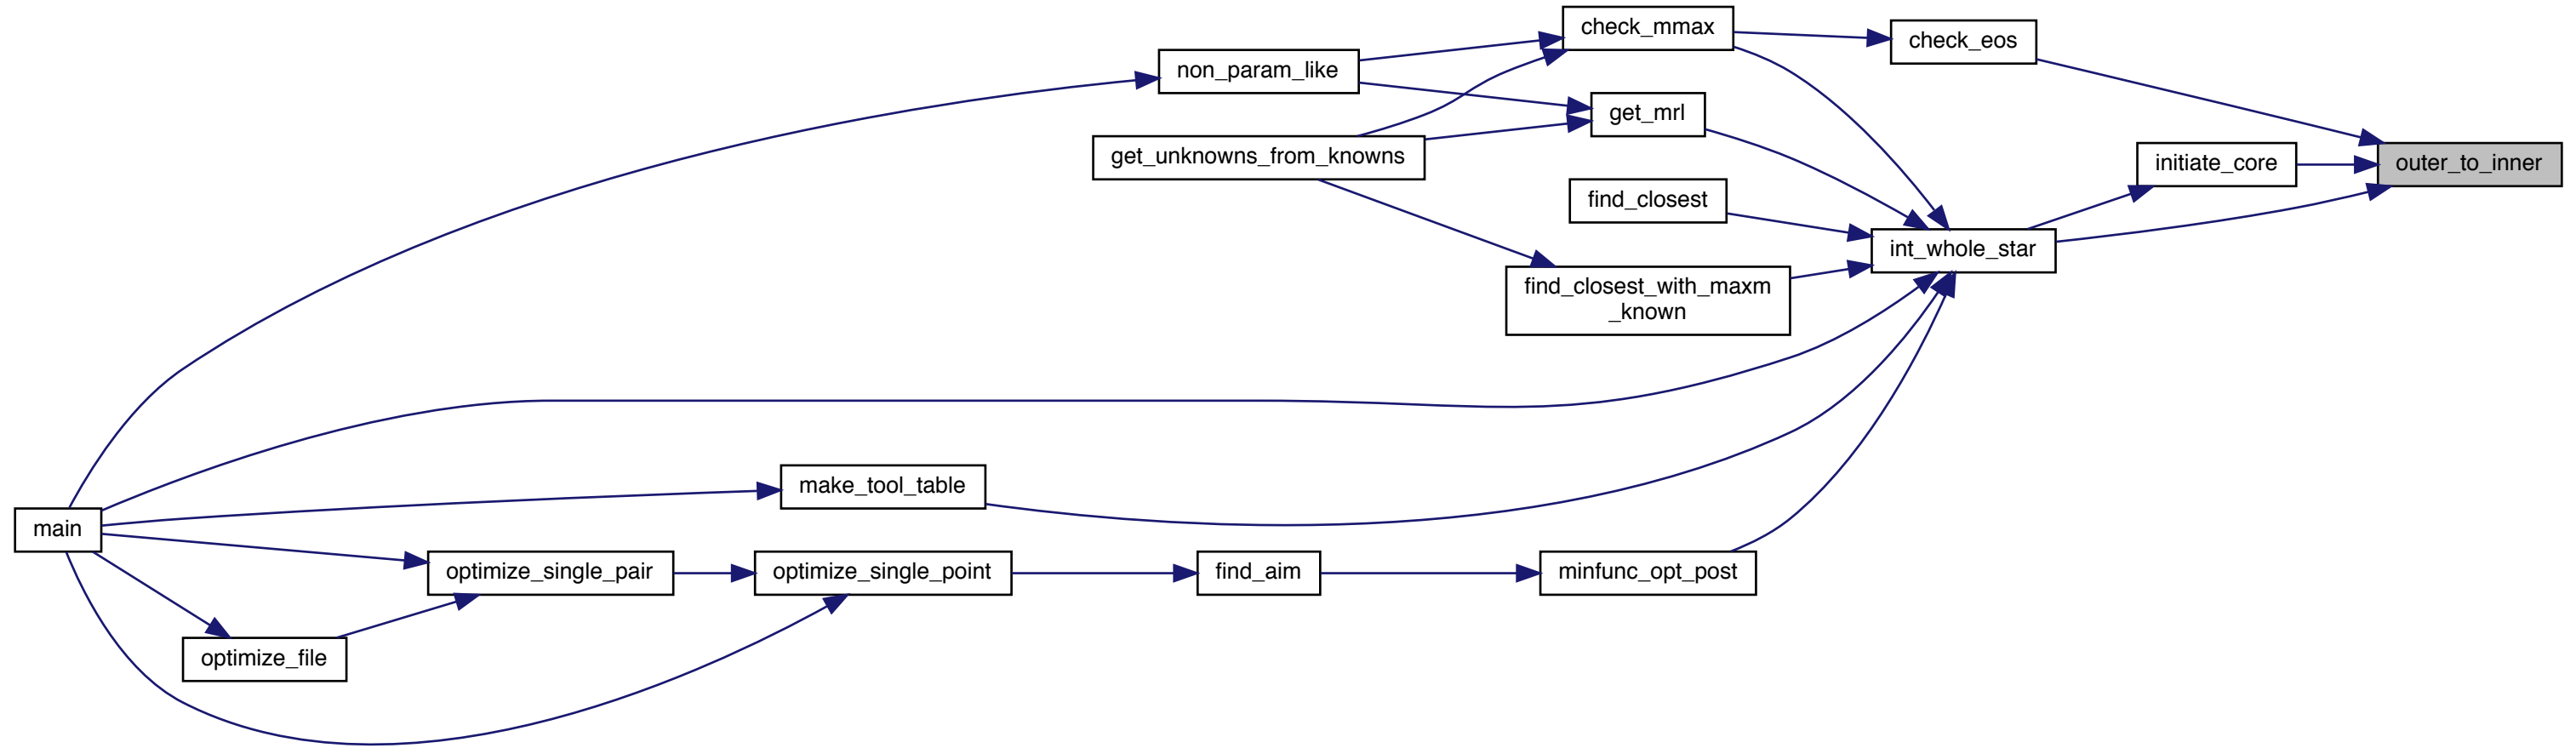 check_mmax
check_eos
non_param_like
get_mrl
get_unknowns_from_knowns
initiate_core
outer_to_inner
find_closest
int_whole_star
find_closest_with_maxm
_known
make_tool_table
main
optimize_single_pair
optimize_single_point
find_aim
minfunc_opt_post
optimize_file